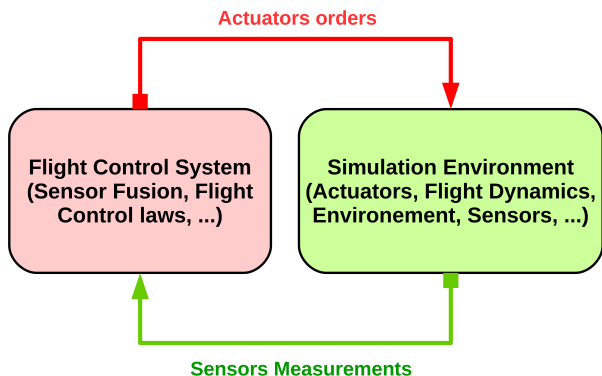 Actuators orders
Flight Control System
(Sensor Fusion, Flight
Control laws, ...)
Simulation Environment
(Actuators, Flight Dynamics,
Environement, Sensors, ...)
Sensors Measurements